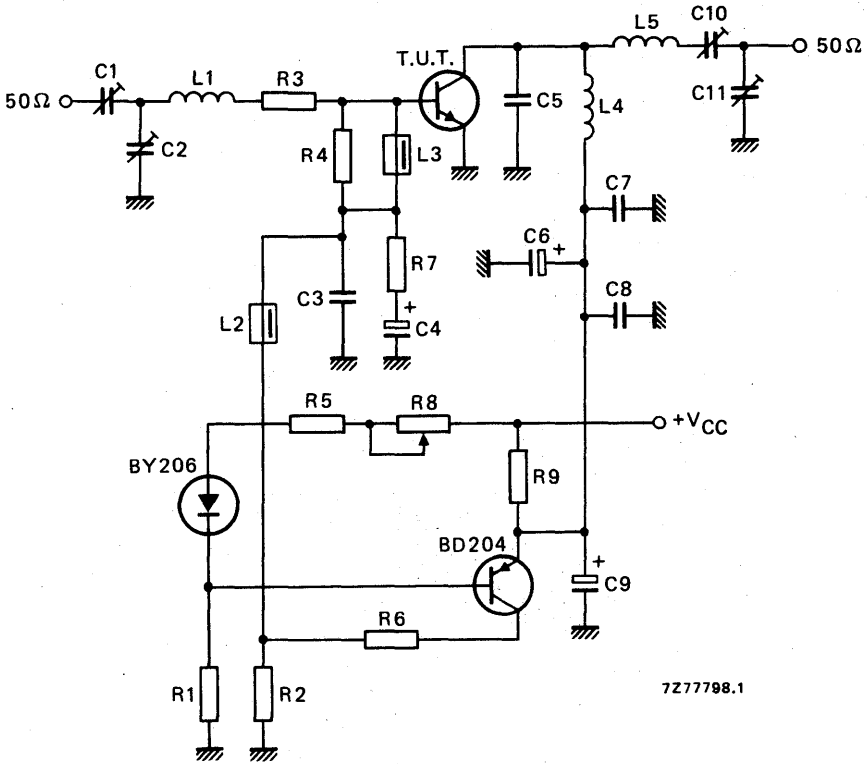 L5
C10
50Ω
T.U.T.
C1
L1
R3
50Ω
C5
L4
C11
C2
R4
L3
C7
C6
+
R7
C3
+
C4
C8
L2
R5
R8
+VCC
BY206
R9
BD204
+
C9
R6
R1
R2
7Z77798.1